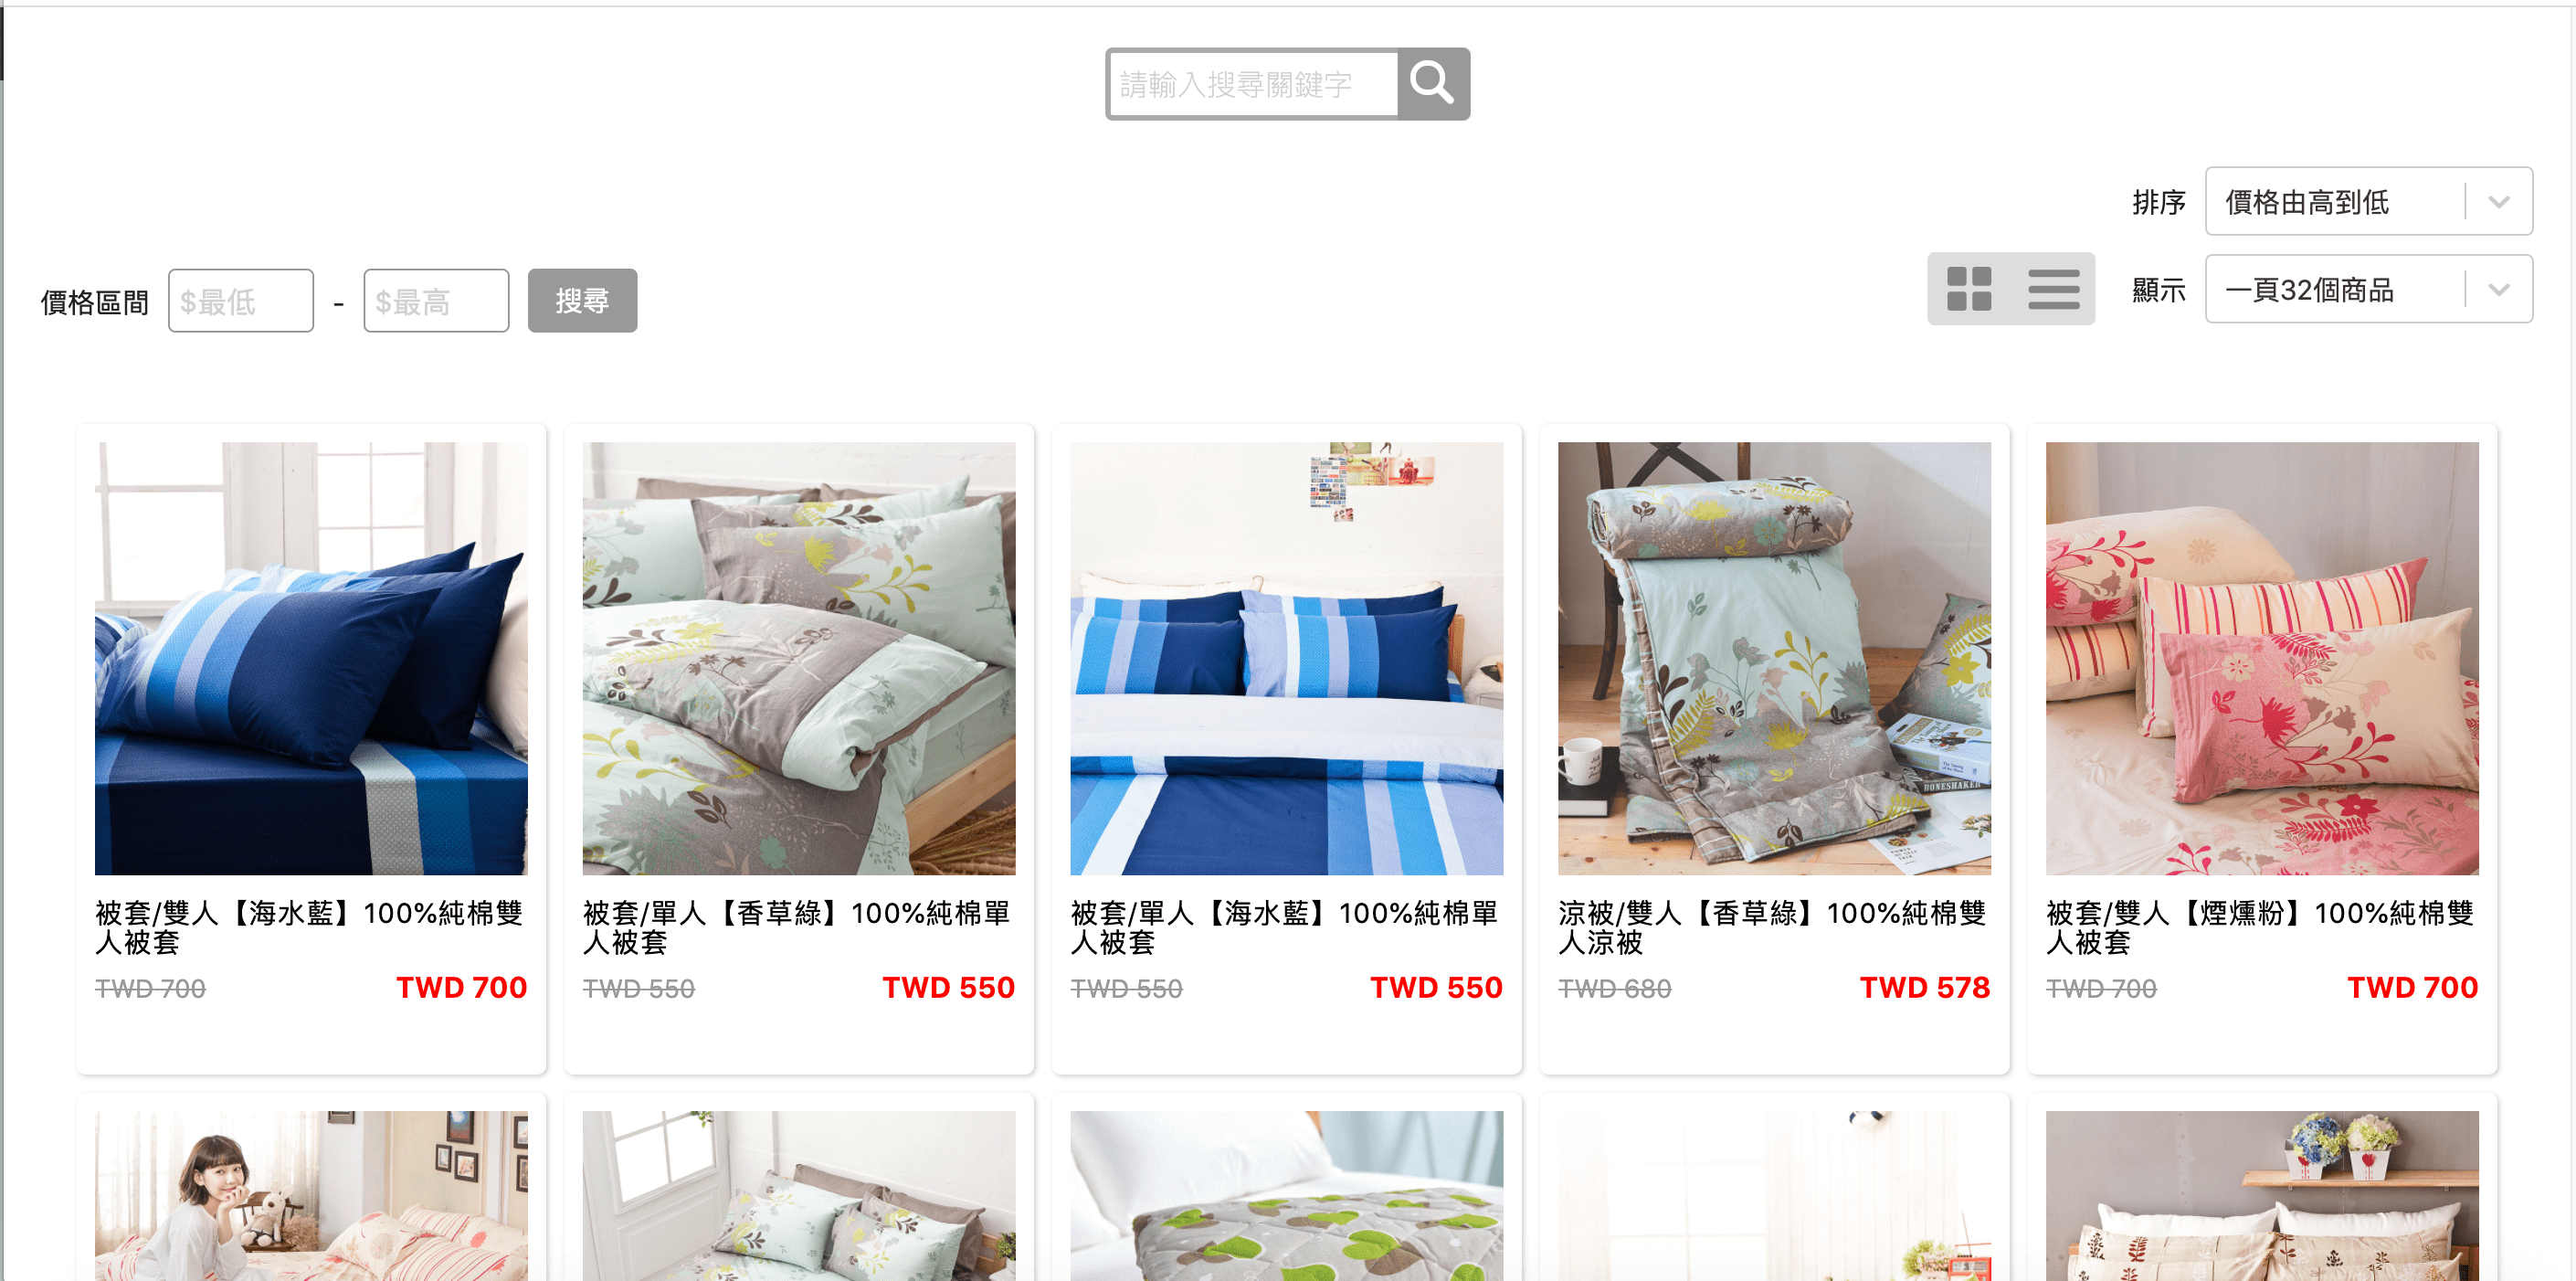 請輸入搜尋關鍵字
排序 價格由高到低
價格區間 $最低 - $最高 搜尋
顯示 一頁32個商品
被套/雙人【海水藍】100%純棉雙
人被套
TWD 700 TWD 700
被套/單人【香草綠】100%純棉單
人被套
TWD 550 TWD 550
被套/單人【海水藍】100%純棉單
人被套
TWD 550 TWD 550
涼被/雙人【香草綠】100%純棉雙
人涼被
TWD 680 TWD 578
被套/雙人【煙燻粉】100%純棉雙
人被套
TWD 700 TWD 700
BONESHAKER